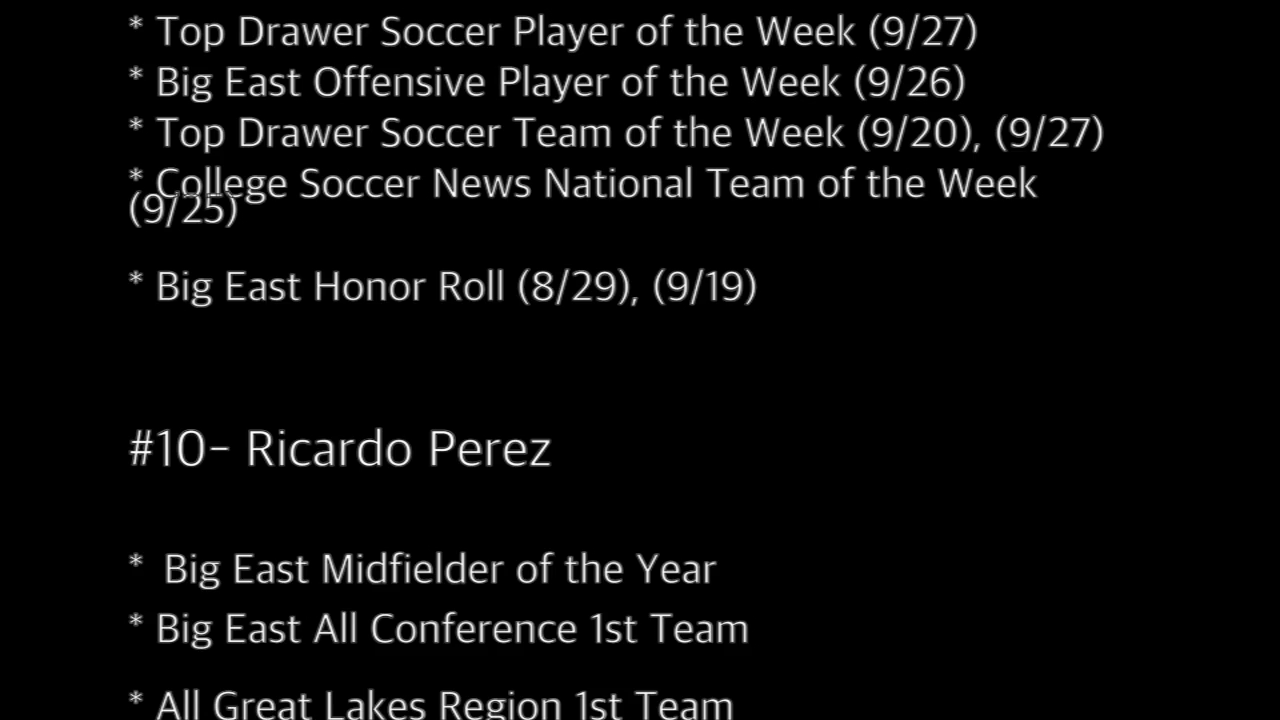 * Top Drawer Soccer Player of the Week (9/27)
* Big East Offensive Player of the Week (9/26)
* Top Drawer Soccer Team of the Week (9/20), (9/27)
* College Soccer News National Team of the Week
(9/25)
* Big East Honor Roll (8/29), (9/19)
#10- Ricardo Perez
*  Big East Midfielder of the Year
* Big East All Conference 1st Team
* All Great Lakes Region 1st Team